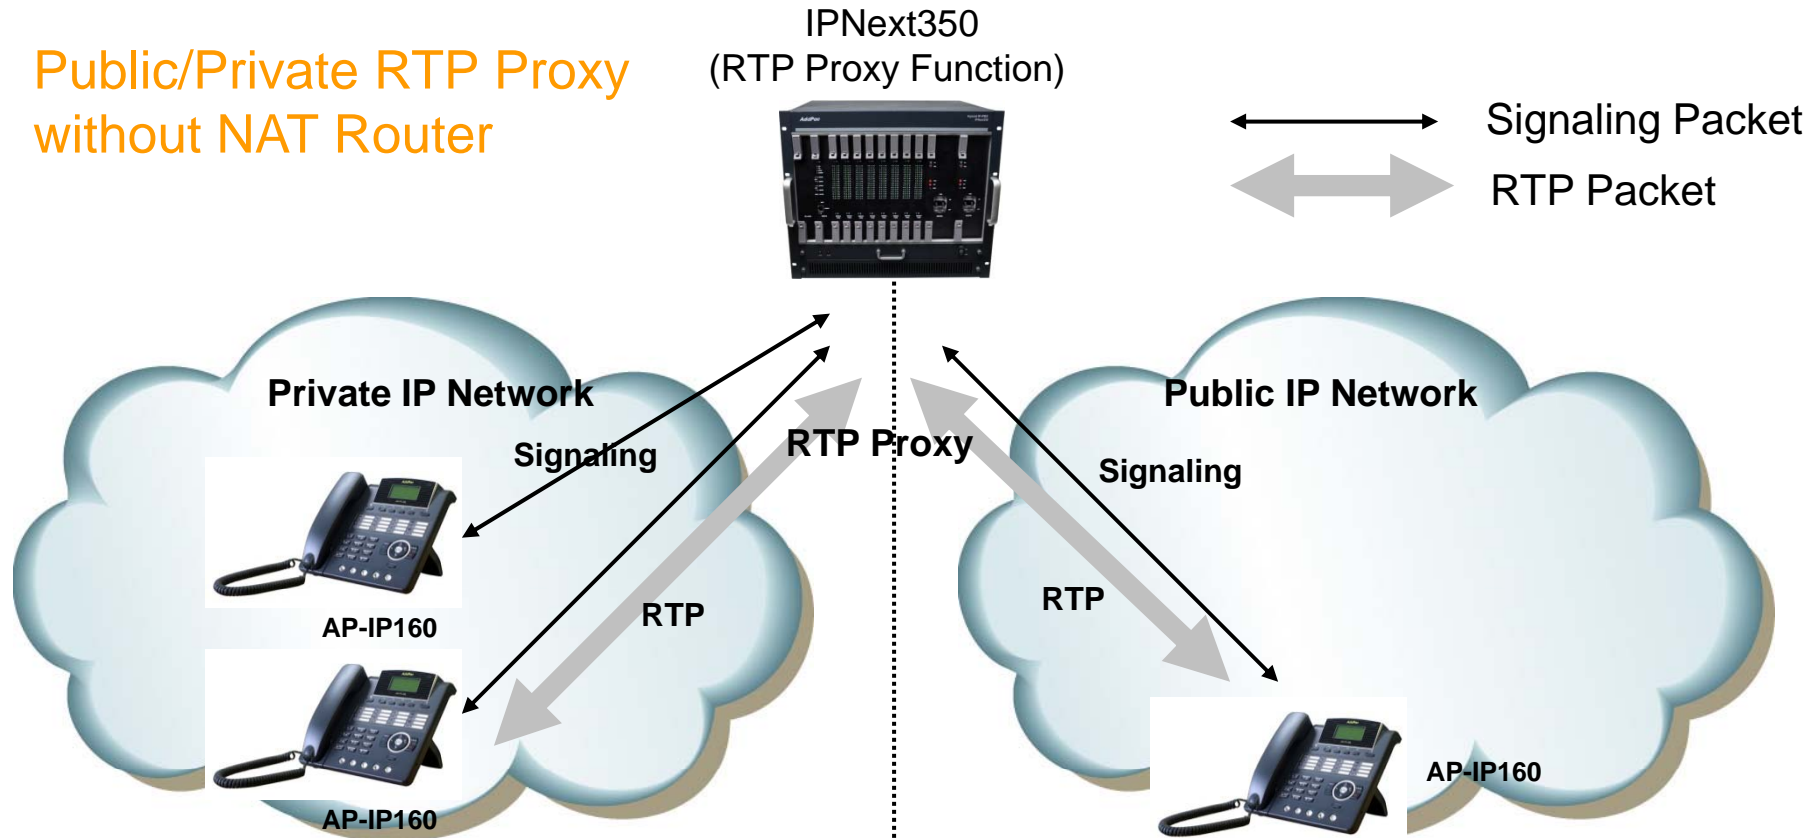 IPNext350
(RTP Proxy Function)
Public/Private RTP Proxy
without NAT Router
AddPac
Signaling Packet
RTP Packet
Private IP Network
Public IP Network
RTP Proxy
Signaling
Signaling
RTP
RTP
AP-IP160
AP-IP160
AP-IP160